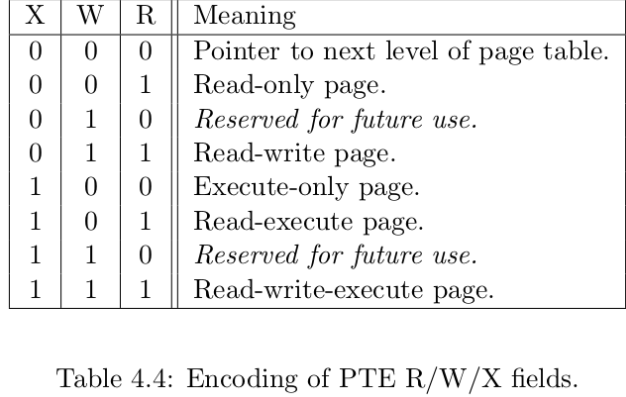 X W R Meaning
0 0 0 Pointer to next level of page table.
0 0 1 Read-only page.
0 1 0 Reserved for future use.
0 1 1 Read-write page.
1 0 0 Execute-only page.
1 0 1 Read-execute page.
1 1 0 Reserved for future use.
1 1 1 Read-write-execute page.
Table 4.4: Encoding of PTE R/W/X fields.